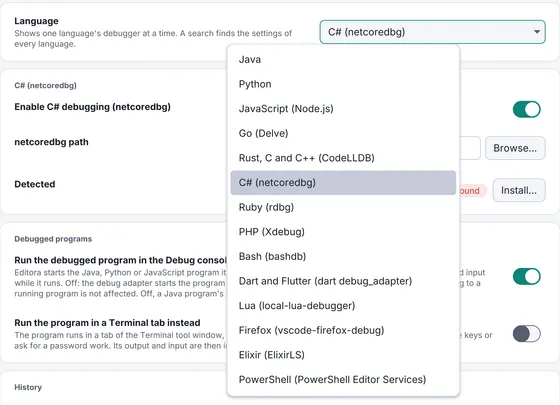 Language
Shows one language's debugger at a time. A search finds the settings of
every language.
C# (netcoredbg)
Java
Python
JavaScript (Node.js)
Go (Delve)
Rust, C and C++ (CodeLLDB)
C# (netcoredbg)
Ruby (rdbg)
PHP (Xdebug)
Bash (bashdb)
Dart and Flutter (dart debug_adapter)
Lua (local-lua-debugger)
Firefox (vscode-firefox-debug)
Elixir (ElixirLS)
PowerShell (PowerShell Editor Services)
C# (netcoredbg)
Enable C# debugging (netcoredbg)
netcoredbg path
Browse...
Detected
ound
Install...
Debugged programs
Run the debugged program in the Debug conso
Editora starts the Java, Python or JavaScript program it
d input
while it runs. Off: the debug adapter starts the program
g to a
running program is not affected. Off, a Java program's
Run the program in a Terminal tab instead
The program runs in a tab of the Terminal tool window,
e keys or
ask for a password work. Its output and input are then i
History